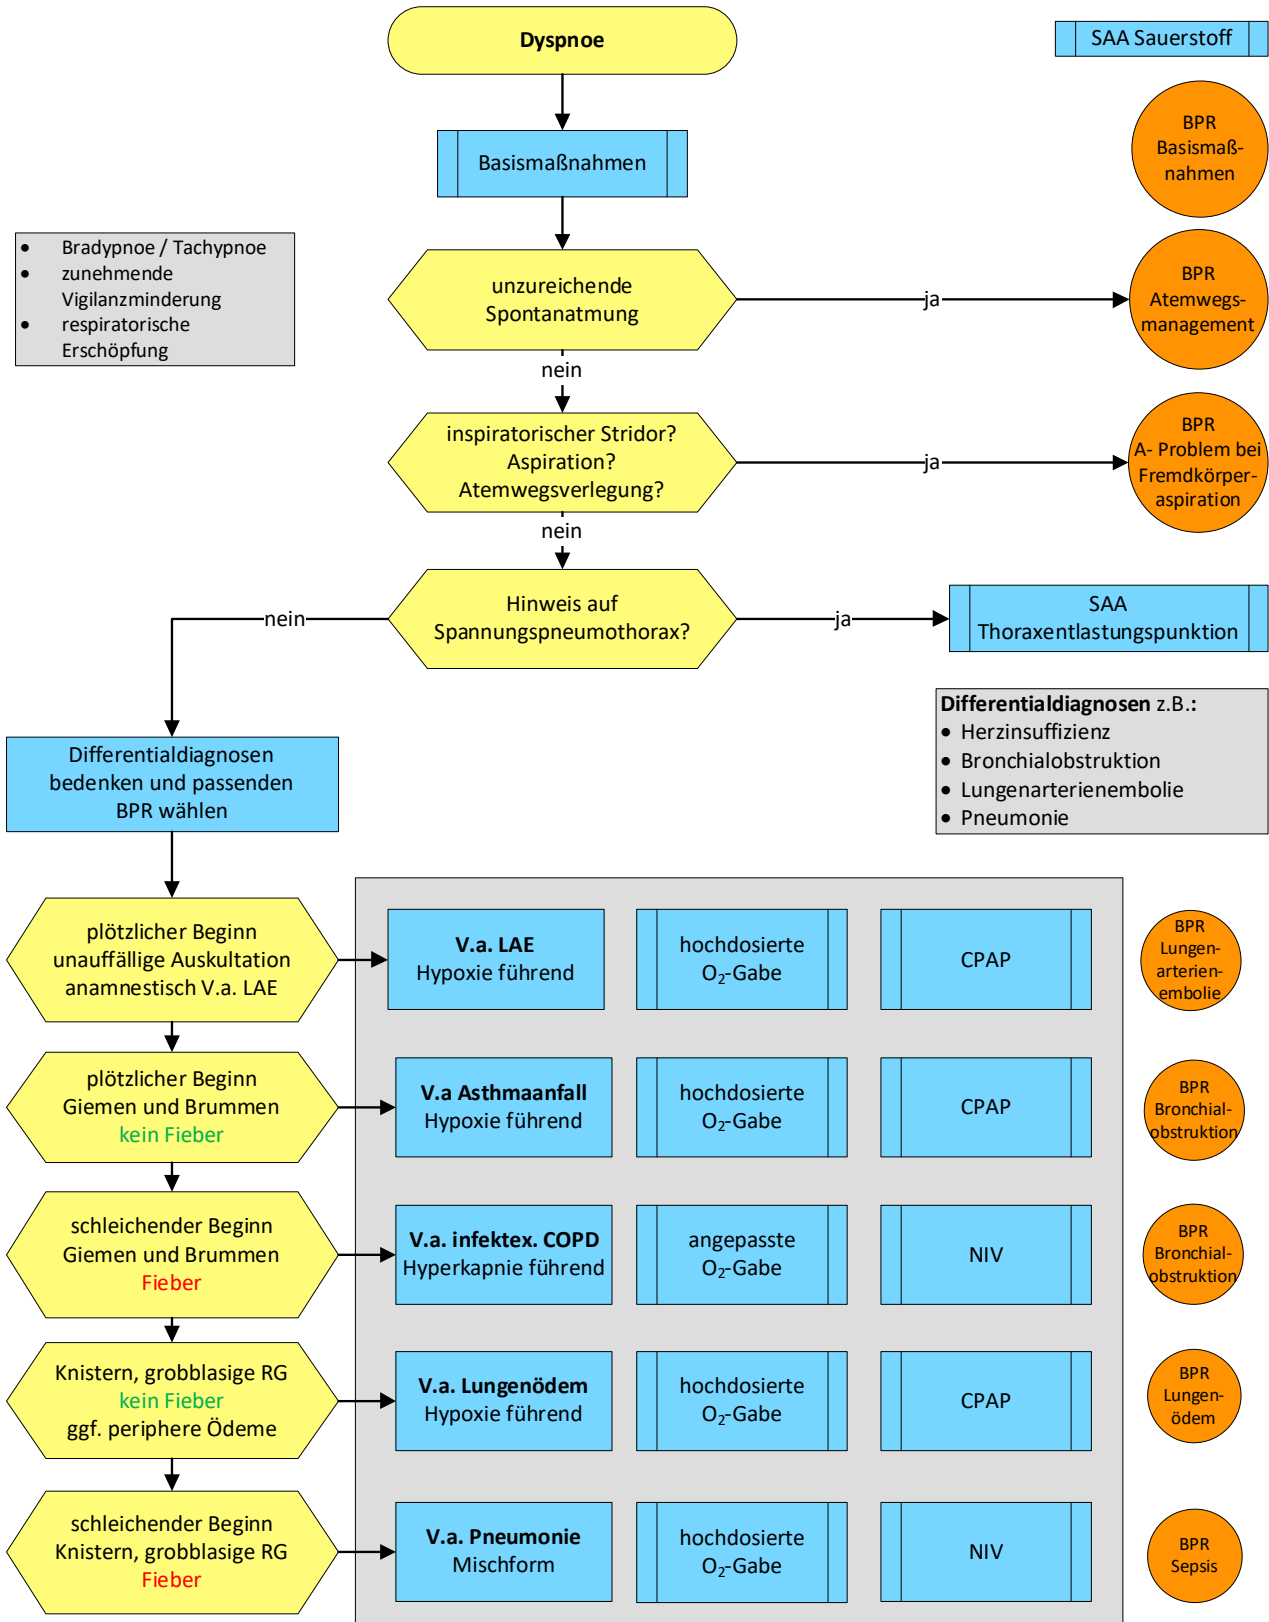 Dyspnoe
SAA Sauerstoff
BPR
Basismaß-
nahmen
Basismaßnahmen
• Bradypnoe / Tachypnoe
• zunehmende
Vigilanzminderung
• respiratorische
Erschöpfung
unzureichende
Spontanatmung
ja
BPR
Atemwegs-
management
nein
inspiratorischer Stridor?
Aspiration?
Atemwegsverlegung?
ja
BPR
A- Problem bei
Fremdkörper-
aspiration
nein
Hinweis auf
Spannungspneumothorax?
nein
ja
SAA
Thoraxentlastungspunktion
Differentialdiagnosen z.B.:
• Herzinsuffizienz
• Bronchialobstruktion
• Lungenarterienembolie
• Pneumonie
Differentialdiagnosen
bedenken und passenden
BPR wählen
plötzlicher Beginn
unauffällige Auskultation
anamnestisch V.a. LAE
V.a. LAE
Hypoxie führend
hochdosierte
O₂-Gabe
CPAP
BPR
Lungen-
arterien-
embolie
plötzlicher Beginn
Giemen und Brummen
kein Fieber
V.a Asthmaanfall
Hypoxie führend
hochdosierte
O₂-Gabe
CPAP
BPR
Bronchial-
obstruktion
schleichender Beginn
Giemen und Brummen
Fieber
V.a. infektex. COPD
Hyperkapnie führend
angepasste
O₂-Gabe
NIV
BPR
Bronchial-
obstruktion
Knistern, grobblasige RG
kein Fieber
ggf. periphere Ödeme
V.a. Lungenödem
Hypoxie führend
hochdosierte
O₂-Gabe
CPAP
BPR
Lungen-
ödem
schleichender Beginn
Knistern, grobblasige RG
Fieber
V.a. Pneumonie
Mischform
hochdosierte
O₂-Gabe
NIV
BPR
Sepsis